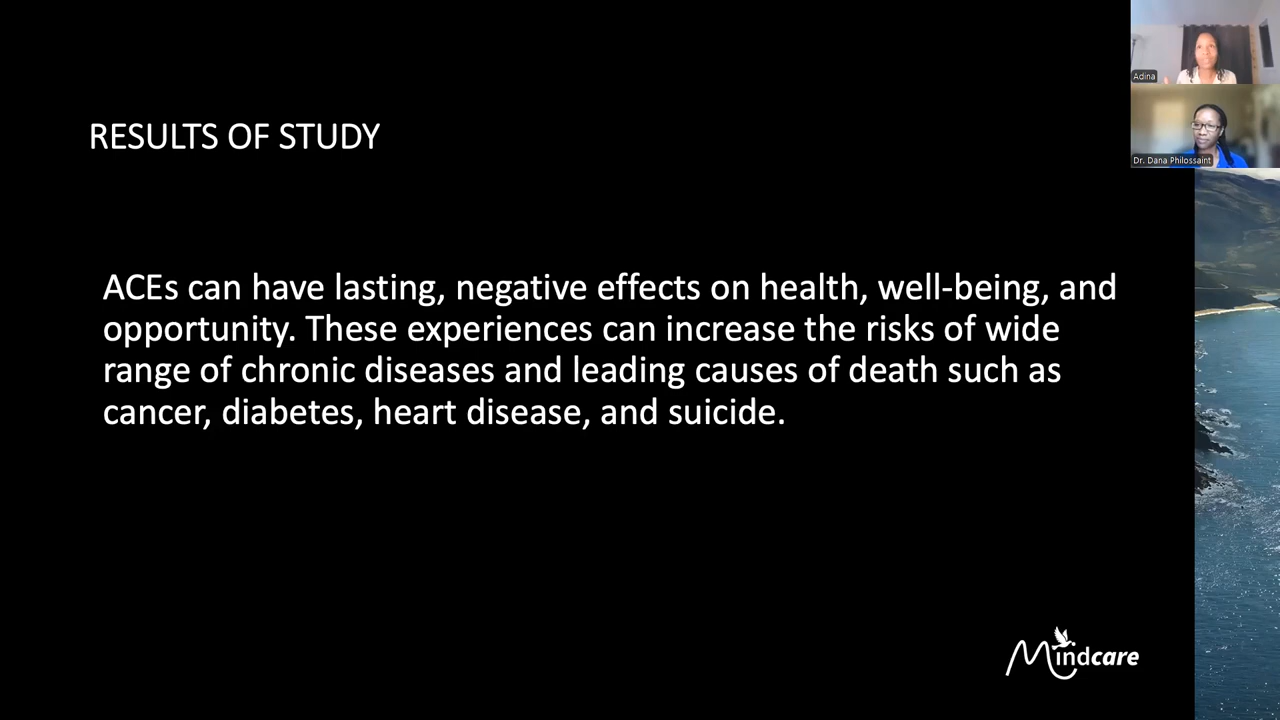 Adina
Dr. Dana Philossaint
RESULTS OF STUDY
ACEs can have lasting, negative effects on health, well-being, and
opportunity. These experiences can increase the risks of wide
range of chronic diseases and leading causes of death such as
cancer, diabetes, heart disease, and suicide.
Mindcare